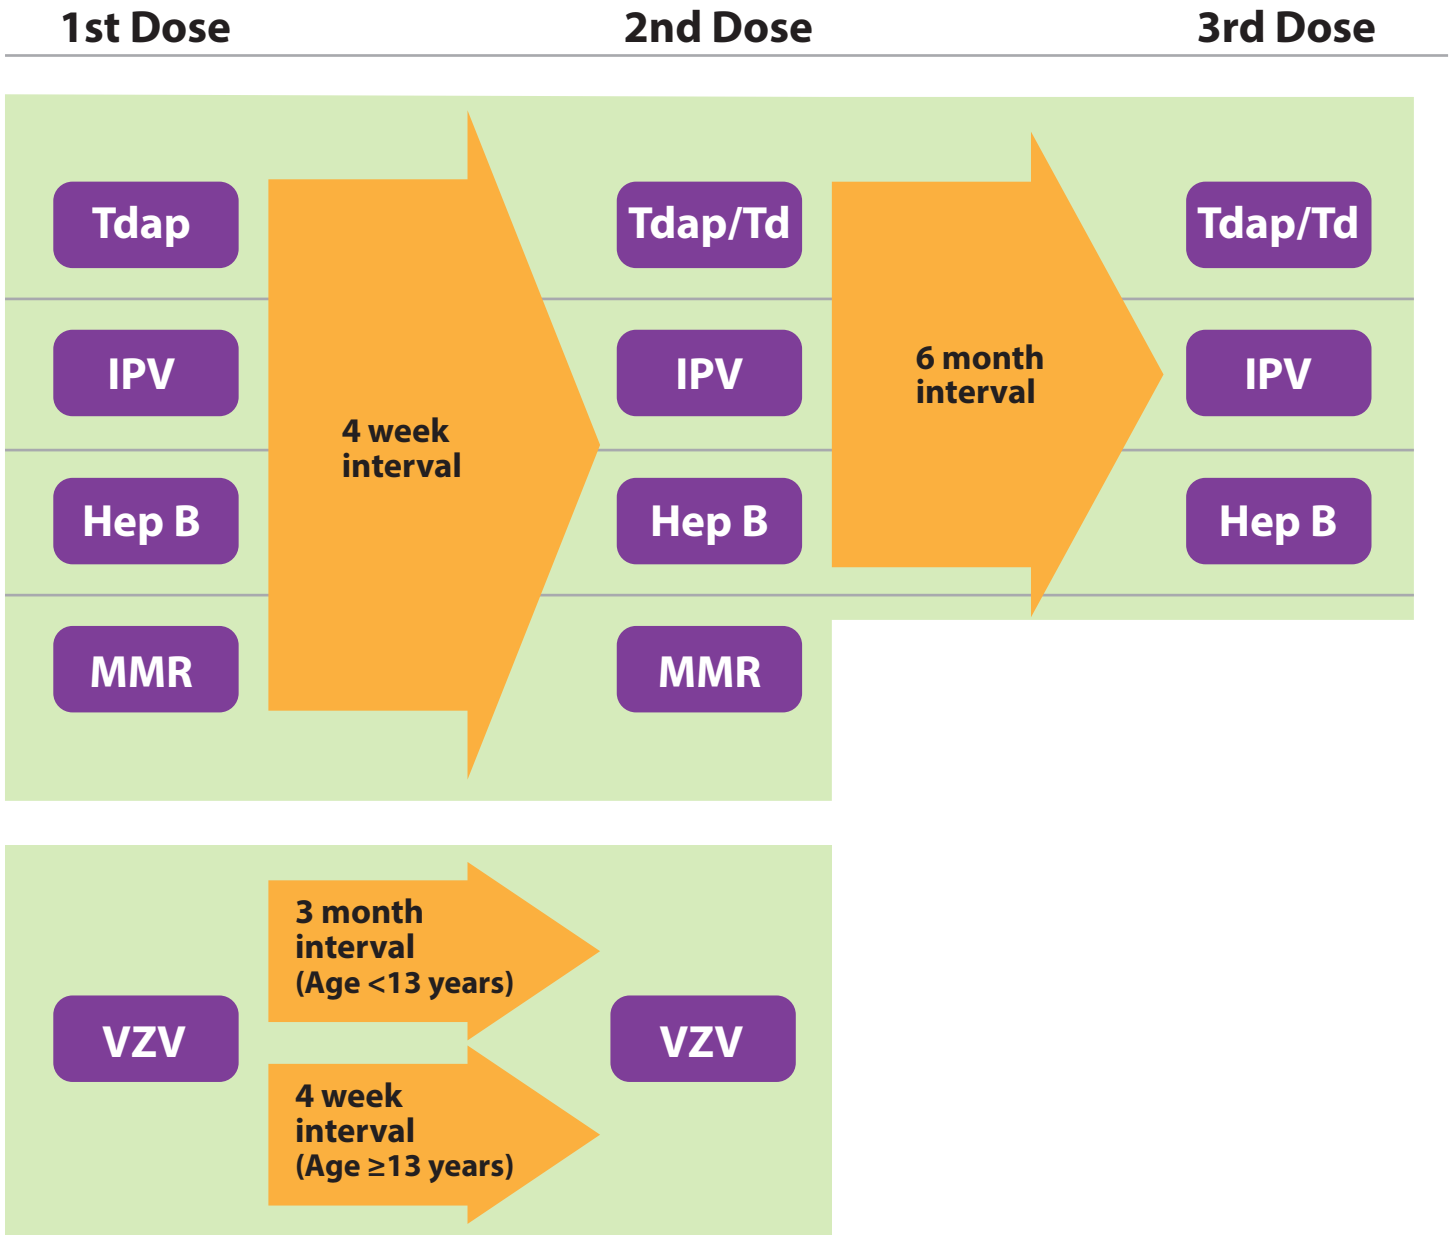 1st Dose 2nd Dose 3rd Dose
Tdap Tdap/Td Tdap/Td
IPV IPV 6 month
interval IPV
4 week
interval
Hep B Hep B Hep B
MMR MMR
3 month
interval
(Age <13 years)
VZV VZV
4 week
interval
(Age ≥13 years)